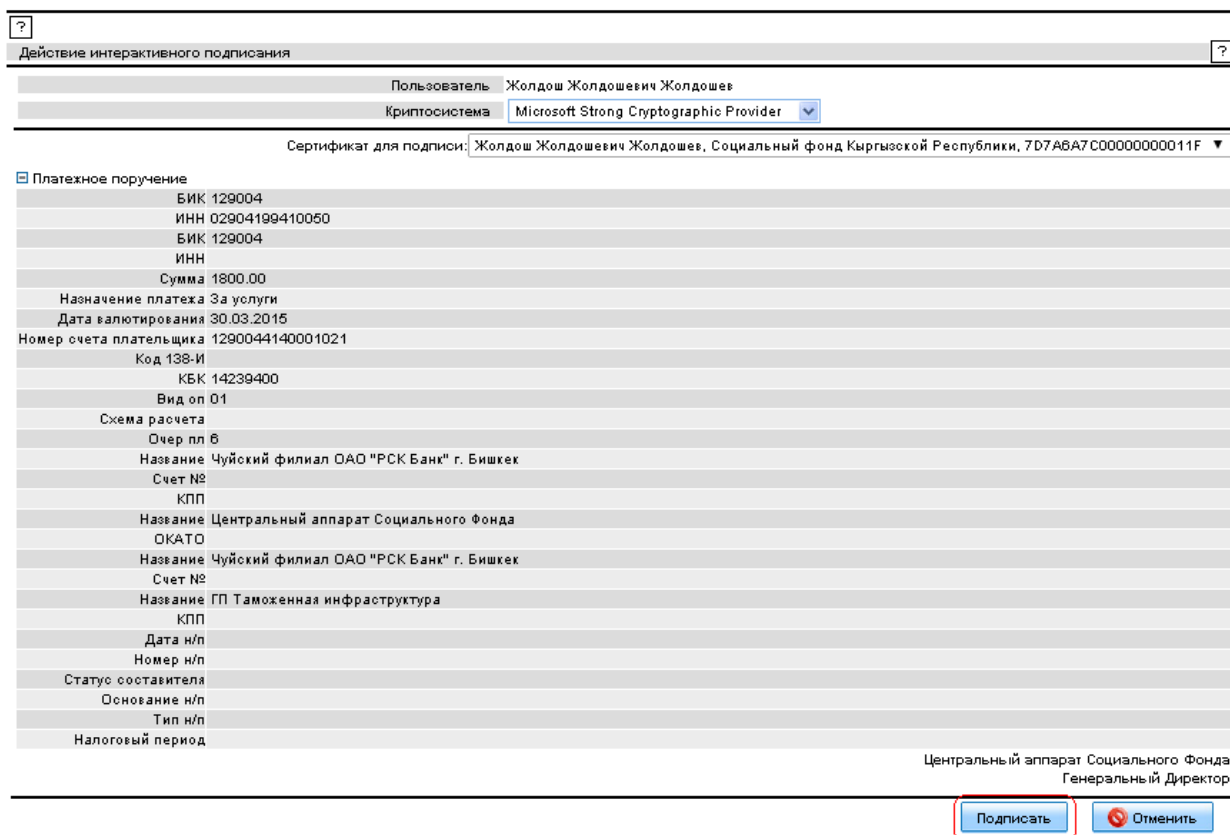 ?
Действие интерактивного подписания ?
Пользователь Жолдош Жолдошевич Жолдошев
Криптосистема Microsoft Strong Cryptographic Provider
Сертификат для подписи: Жолдош Жолдошевич Жолдошев, Социальный фонд Кыргызской Республики, 7D7A6A7C00000000011F
Платежное поручение
БИК 129004
ИНН 02904199410050
БИК 129004
ИНН
Сумма 1800.00
Назначение платежа За услуги
Дата валютирования 30.03.2015
Номер счета плательщика 1290044140001021
Код 138-И
КБК 14239400
Вид оп 01
Схема расчета
Очер пл 6
Название Чуйский филиал ОАО "РСК Банк" г. Бишкек
Счет №
КПП
Название Центральный аппарат Социального Фонда
ОКАТО
Название Чуйский филиал ОАО "РСК Банк" г. Бишкек
Счет №
Название ГП Таможенная инфраструктура
КПП
Дата н/п
Номер н/п
Статус составителя
Основание н/п
Тип н/п
Налоговый период
Центральный аппарат Социального Фонда
Генеральный Директор
Подписать Отменить